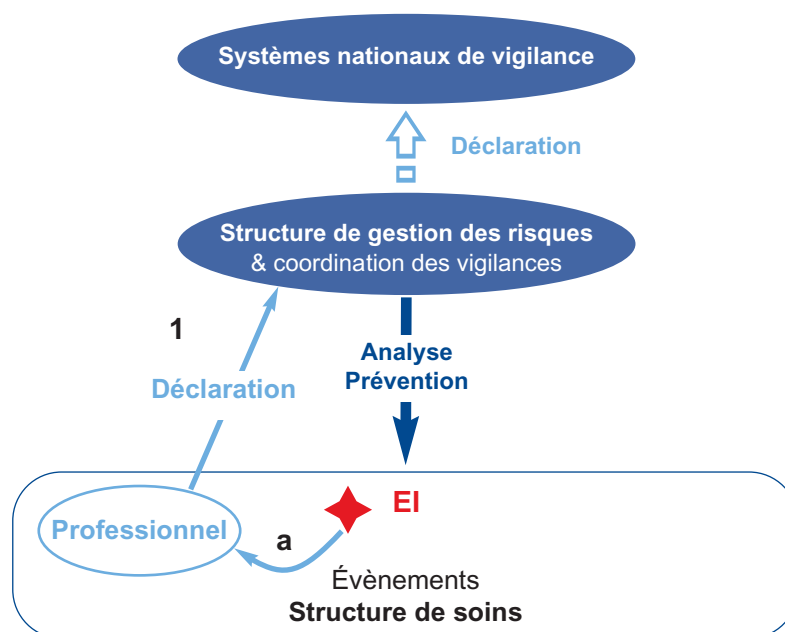 Systèmes nationaux de vigilance
Déclaration
Structure de gestion des risques
& coordination des vigilances
1
Analyse
Prévention
Déclaration
EI
Professionnel
a
Évènements
Structure de soins